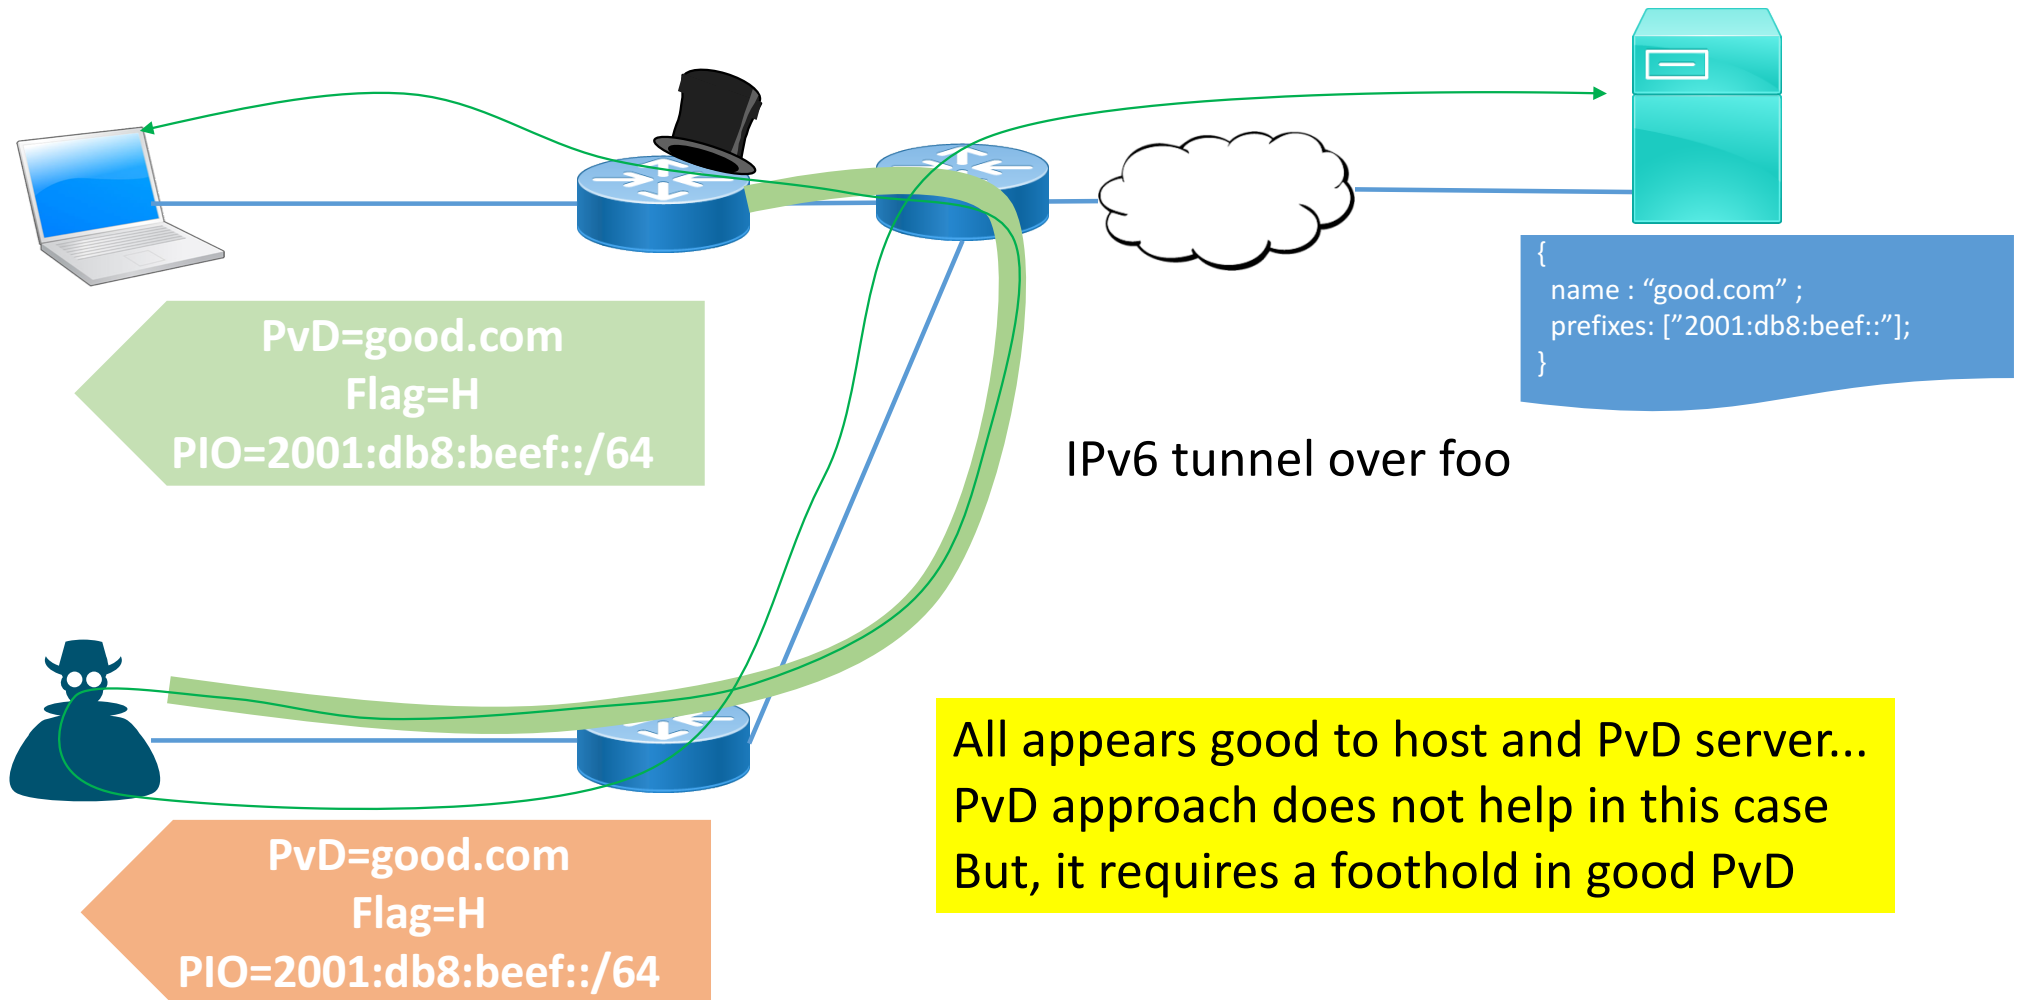 {
name : “good.com” ;
prefixes: [”2001:db8:beef::”];
}
PvD=good.com
Flag=H
PIO=2001:db8:beef::/64
IPv6 tunnel over foo
All appears good to host and PvD server...
PvD approach does not help in this case
But, it requires a foothold in good PvD
PvD=good.com
Flag=H
PIO=2001:db8:beef::/64